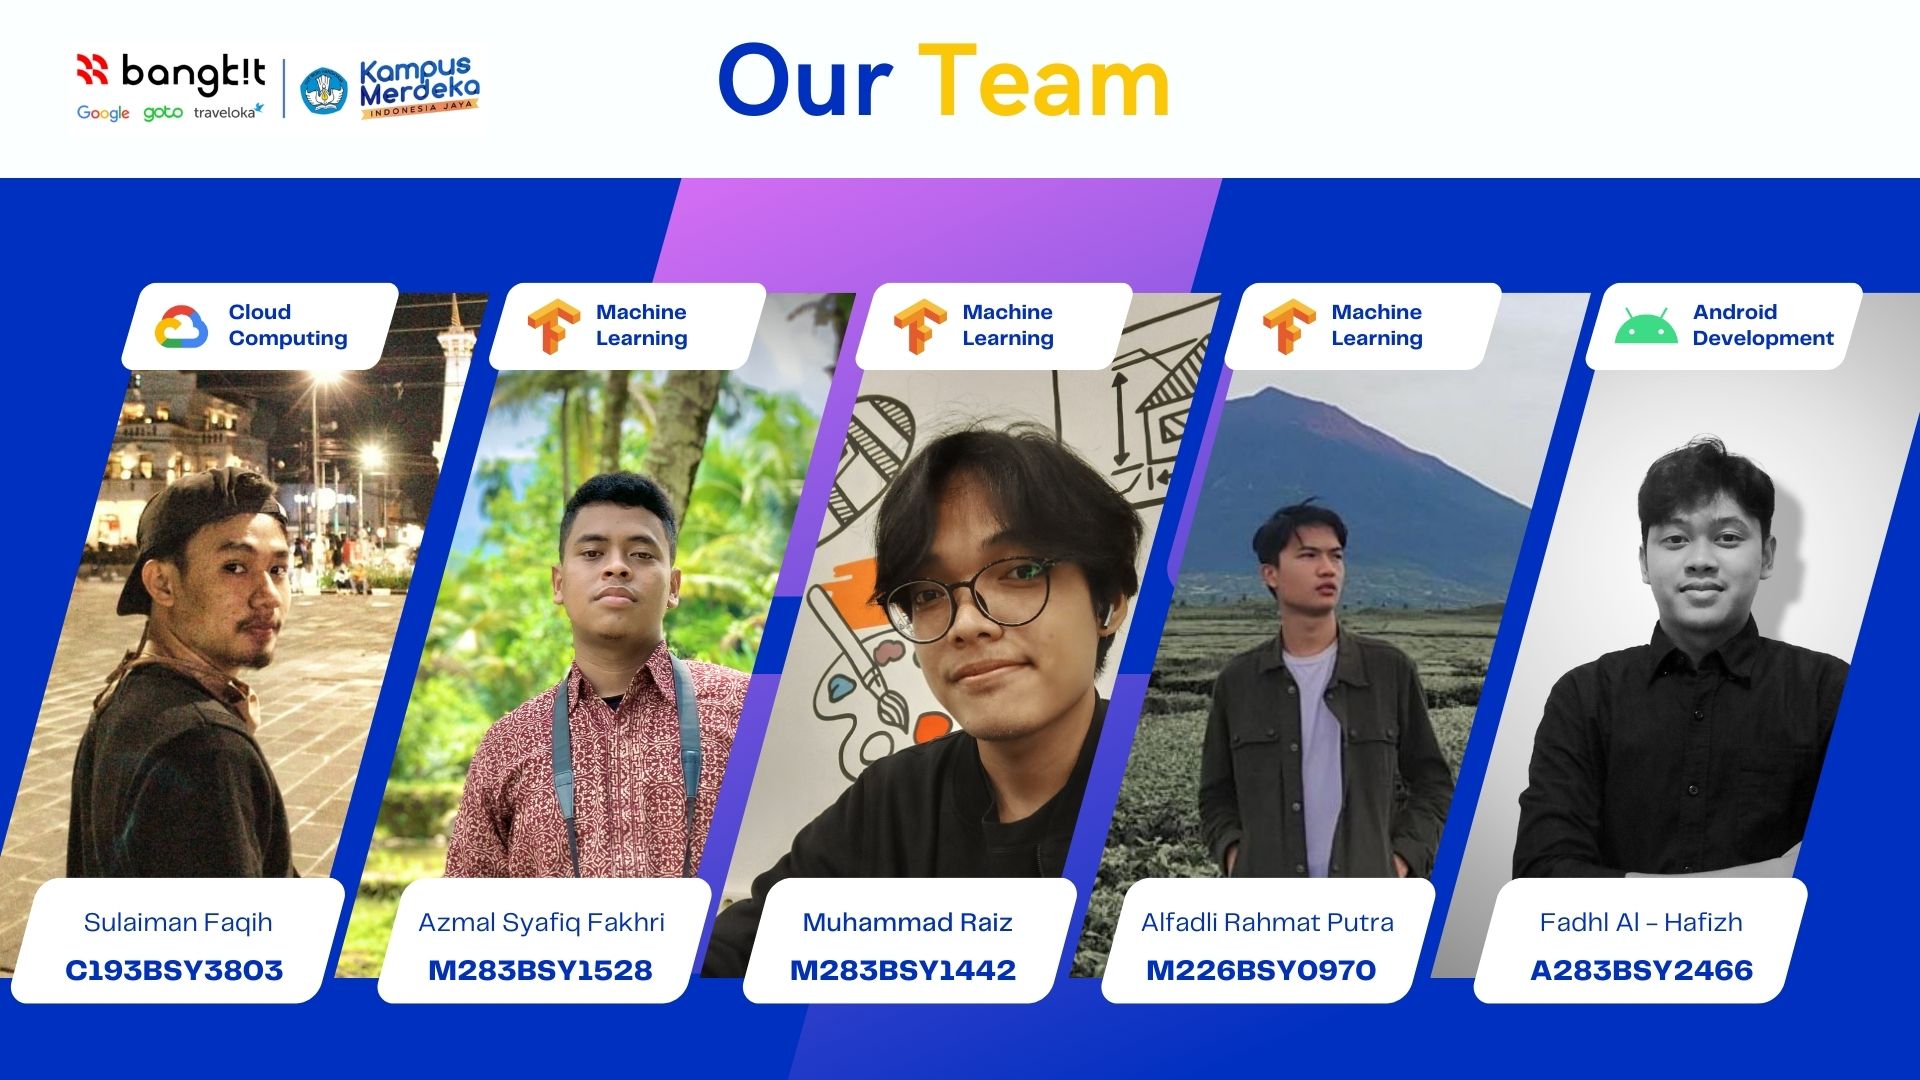 bangk!t
Google goto traveloka
Kampus
Merdeka
INDONESIA JAYA
Our Team
Cloud
Computing
Machine
Learning
Machine
Learning
Machine
Learning
Android
Development
Sulaiman Faqih
C193BSY3803
Azmal Syafiq Fakhri
M283BSY1528
Muhammad Raiz
M283BSY1442
Alfadli Rahmat Putra
M226BSY0970
Fadhl Al - Hafizh
A283BSY2466